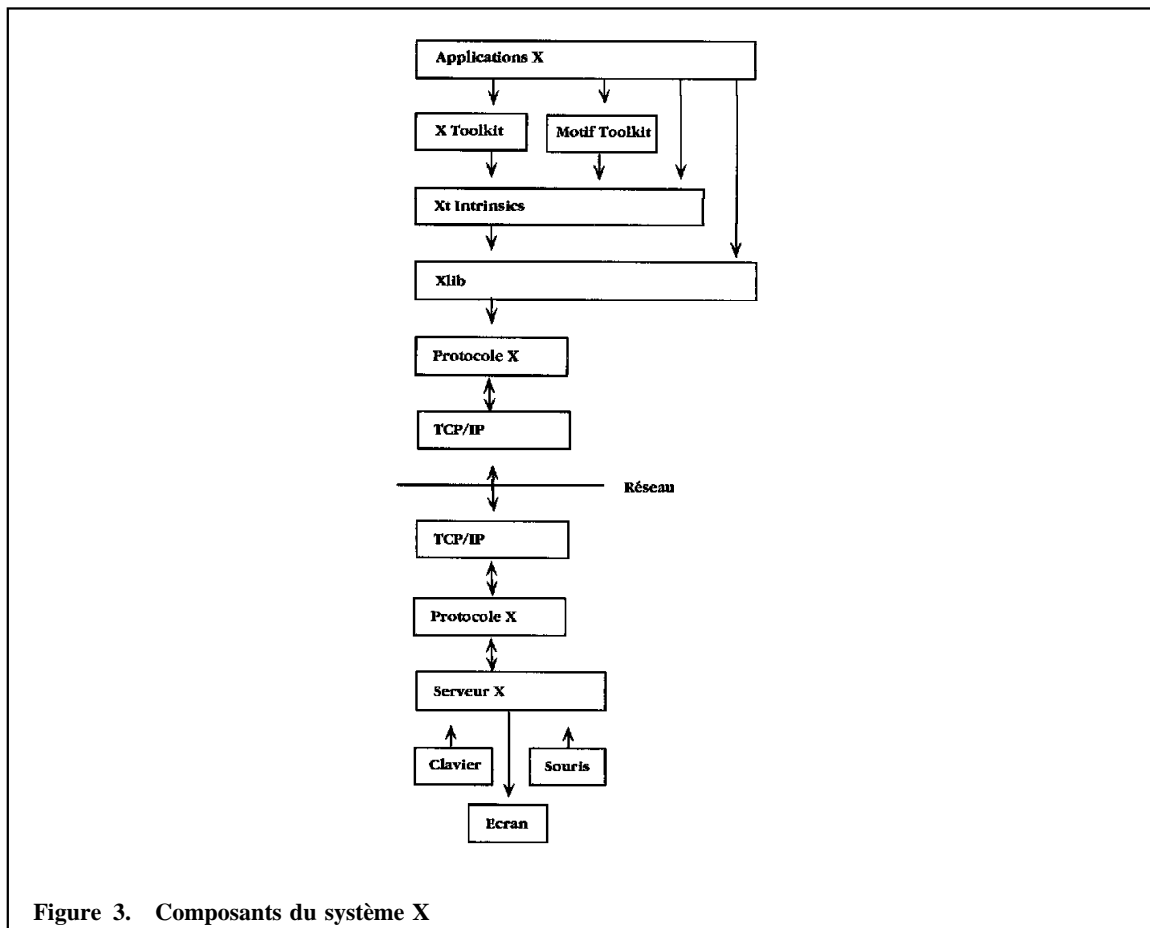 Applications X
X Toolkit
Motif Toolkit
Xt Intrinsics
Xlib
Protocole X
TCP/IP
Réseau
TCP/IP
Protocole X
Serveur X
Clavier
Souris
Ecran
Figure 3. Composants du système X